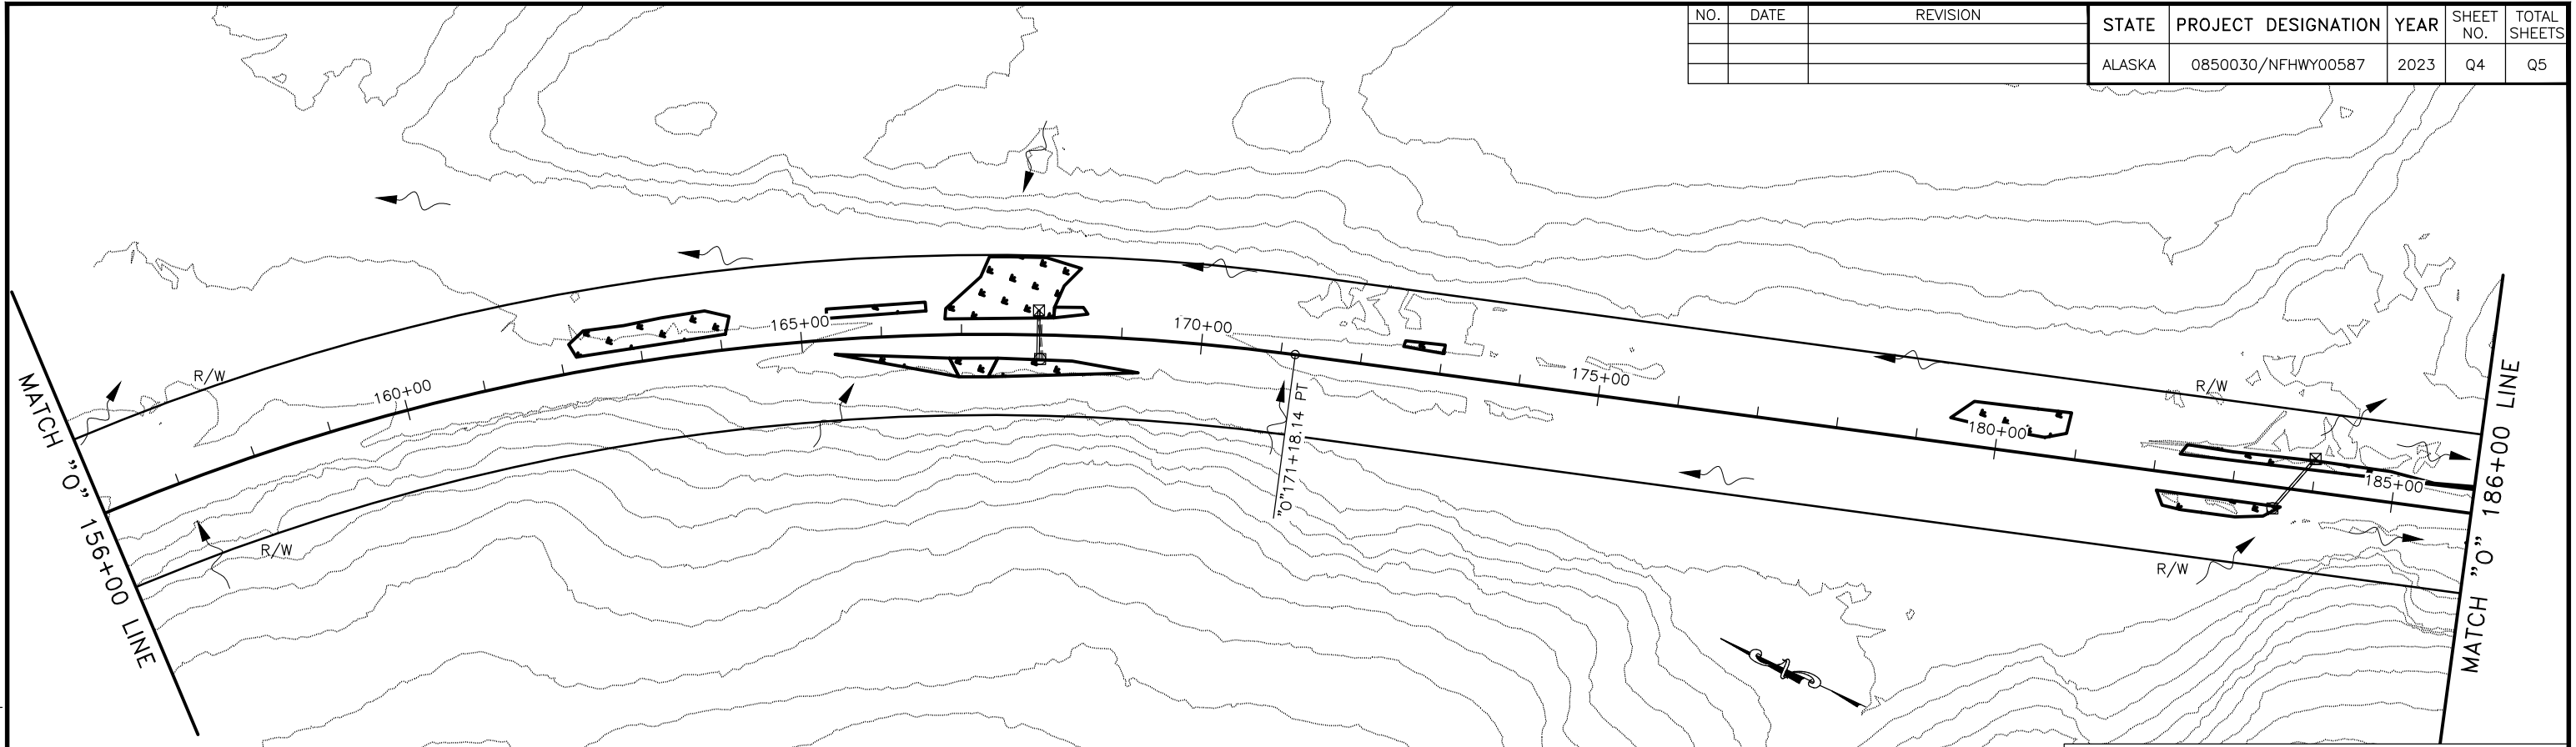 NO. DATE REVISION
STATE PROJECT DESIGNATION YEAR SHEET NO. TOTAL SHEETS
ALASKA 0850030/NFHWY00587 2023 Q4 Q5
MATCH "O" 156+00 LINE
R/W
R/W
160+00
165+00
170+00
"O"171+18.14 PT
175+00
180+00
185+00
R/W
R/W
MATCH "O" 186+00 LINE